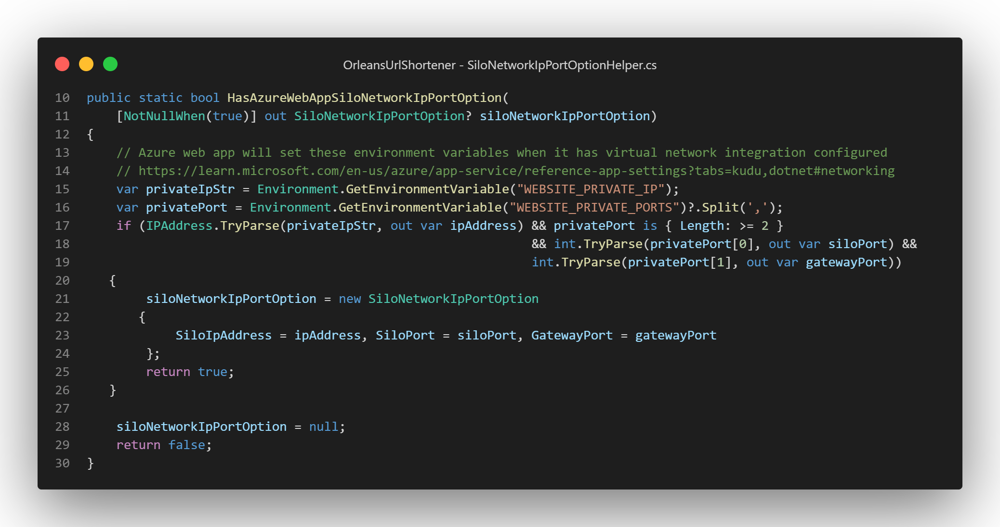 OrleansUrlShortener - SiloNetworkIpPortOptionHelper.cs
10 public static bool HasAzureWebAppSiloNetworkIpPortOption(
11     [NotNullWhen(true)] out SiloNetworkIpPortOption? siloNetworkIpPortOption)
12 {
13     // Azure web app will set these environment variables when it has virtual network integration configured
14     // https://learn.microsoft.com/en-us/azure/app-service/reference-app-settings?tabs=kudu,dotnet#networking
15     var privateIpStr = Environment.GetEnvironmentVariable("WEBSITE_PRIVATE_IP");
16     var privatePort = Environment.GetEnvironmentVariable("WEBSITE_PRIVATE_PORTS")?.Split(',');
17     if (IPAddress.TryParse(privateIpStr, out var ipAddress) && privatePort is { Length: >= 2 }
18                                                             && int.TryParse(privatePort[0], out var siloPort) &&
19                                                             int.TryParse(privatePort[1], out var gatewayPort))
20    {
21         siloNetworkIpPortOption = new SiloNetworkIpPortOption
22        {
23             SiloIpAddress = ipAddress, SiloPort = siloPort, GatewayPort = gatewayPort
24         };
25         return true;
26    }
27
28     siloNetworkIpPortOption = null;
29     return false;
30 }